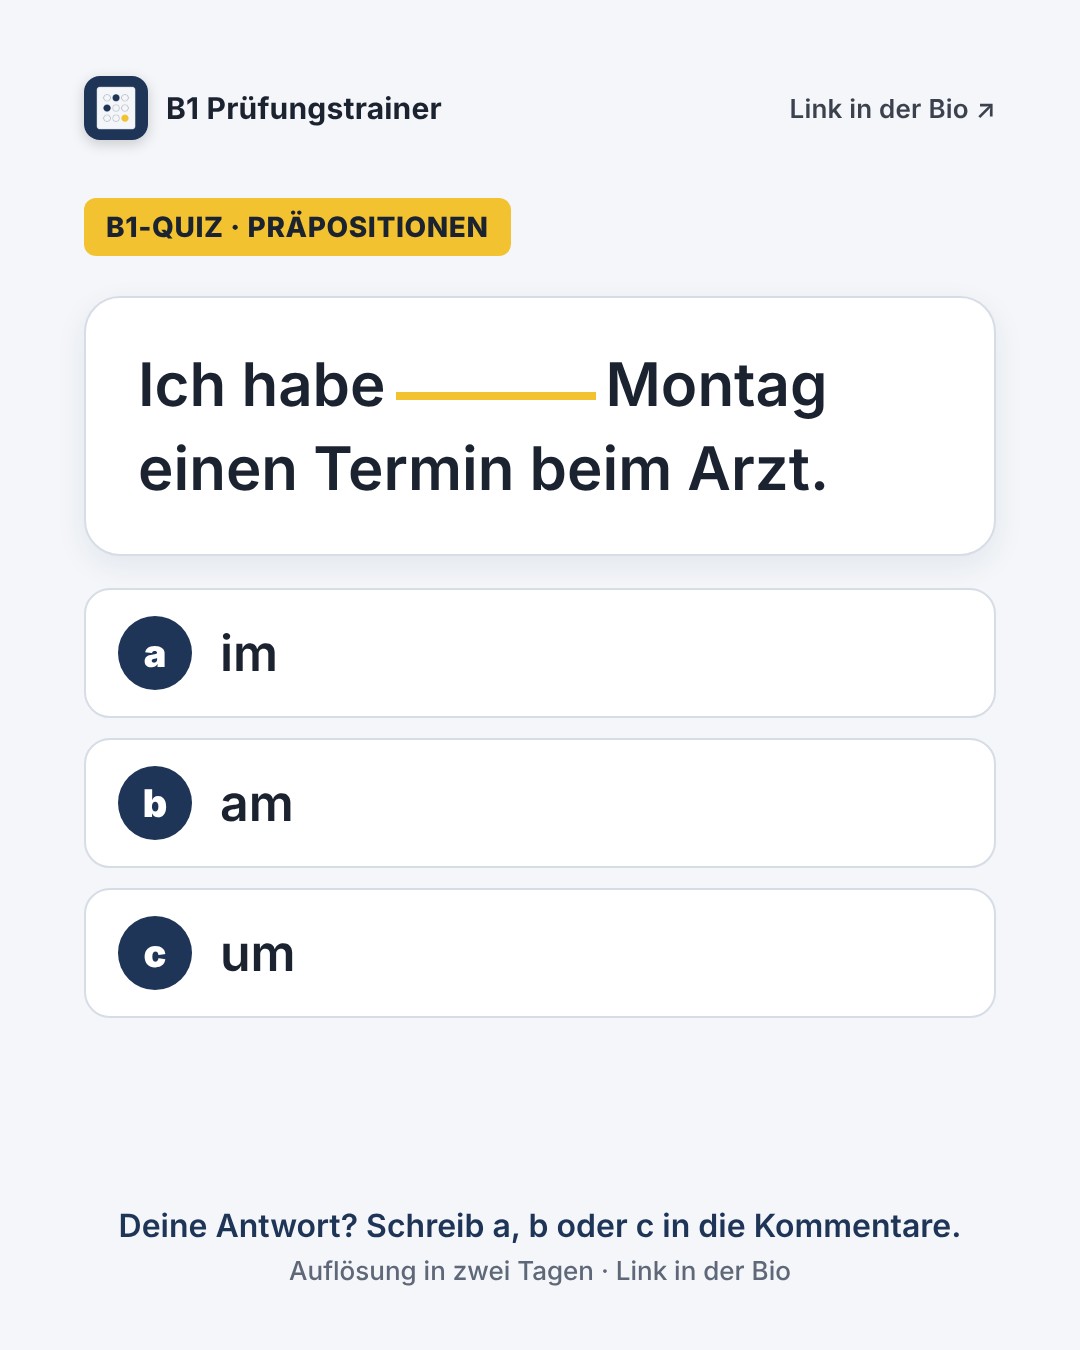 B1 Prüfungstrainer
Link in der Bio ↗
B1-QUIZ · PRÄPOSITIONEN
Ich habe ______ Montag
einen Termin beim Arzt.
a im
b am
c um
Deine Antwort? Schreib a, b oder c in die Kommentare.
Auflösung in zwei Tagen · Link in der Bio